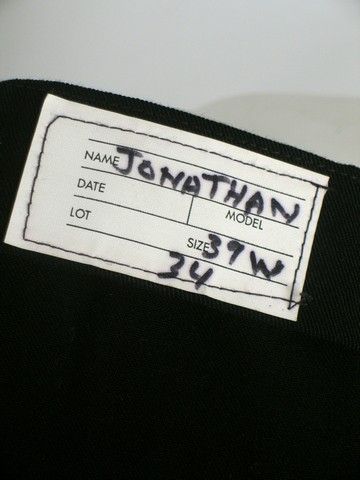 NAME JONATHAN
DATE
MODEL
LOT
SIZE 39W
34